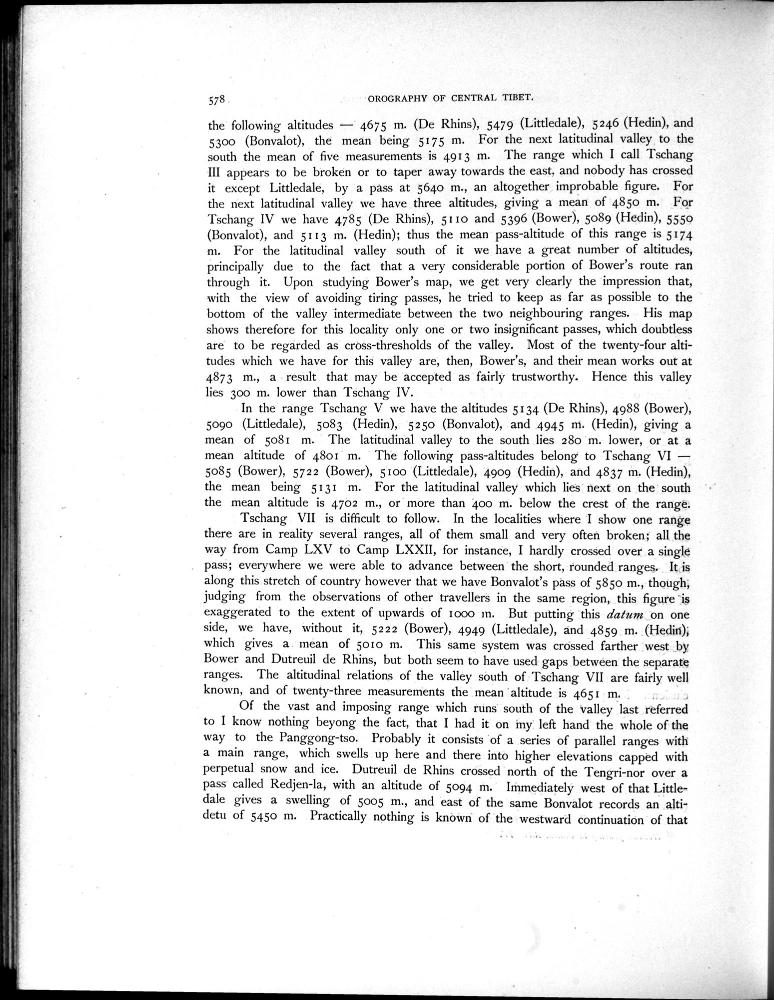 578
OROGRAPHY OF CENTRAL TIBET.
the following altitudes — 4675 m. (De Rhins), 5479 (Littledale), 5246 (Hedin), and
5300 (Bonvalot), the mean being 5175 m. For the next latitudinal valley to the
south the mean of five measurements is 4913 m. The range which I call Tschang
III appears to be broken or to taper away towards the east, and nobody has crossed
it except Littledale, by a pass at 5640 m., an altogether improbable figure. For
the next latitudinal valley we have three altitudes, giving a mean of 4850 m. For
Tschang IV we have 4785 (De Rhins), 5110 and 5396 (Bower), 5089 (Hedin), 5550
(Bonvalot), and 5113 m. (Hedin); thus the mean pass-altitude of this range is 5174
m. For the latitudinal valley south of it we have a great number of altitudes,
principally due to the fact that a very considerable portion of Bower's route ran
through it. Upon studying Bower's map, we get very clearly the impression that,
with the view of avoiding tiring passes, he tried to keep as far as possible to the
bottom of the valley intermediate between the two neighbouring ranges. His map
shows therefore for this locality only one or two insignificant passes, which doubtless
are to be regarded as cross-thresholds of the valley. Most of the twenty-four alti-
tudes which we have for this valley are, then, Bower's, and their mean works out at
4873 m., a result that may be accepted as fairly trustworthy. Hence this valley
lies 300 m. lower than Tschang IV.
In the range Tschang V we have the altitudes 5134 (De Rhins), 4988 (Bower),
5090 (Littledale), 5083 (Hedin), 5250 (Bonvalot), and 4945 m. (Hedin), giving a
mean of 5081 m. The latitudinal valley to the south lies 280 m. lower, or at a
mean altitude of 4801 m. The following pass-altitudes belong to Tschang VI —
5085 (Bower), 5722 (Bower), 5100 (Littledale), 4909 (Hedin), and 4837 m. (Hedin),
the mean being 5131 m. For the latitudinal valley which lies next on the south
the mean altitude is 4702 m., or more than 400 m. below the crest of the range.
Tschang VII is difficult to follow. In the localities where I show one range
there are in reality several ranges, all of them small and very often broken; all the
way from Camp LXV to Camp LXXII, for instance, I hardly crossed over a single
pass; everywhere we were able to advance between the short, rounded ranges. It is
along this stretch of country however that we have Bonvalot's pass of 5850 m., though,
judging from the observations of other travellers in the same region, this figure is
exaggerated to the extent of upwards of 1000 m. But putting this datum on one
side, we have, without it, 5222 (Bower), 4949 (Littledale), and 4859 m. (Hedin),
which gives a mean of 5010 m. This same system was crossed farther west by
Bower and Dutreuil de Rhins, but both seem to have used gaps between the separate
ranges. The altitudinal relations of the valley south of Tschang VII are fairly well
known, and of twenty-three measurements the mean altitude is 4651 m.
Of the vast and imposing range which runs south of the valley last referred
to I know nothing beyong the fact, that I had it on my left hand the whole of the
way to the Panggong-tso. Probably it consists of a series of parallel ranges with
a main range, which swells up here and there into higher elevations capped with
perpetual snow and ice. Dutreuil de Rhins crossed north of the Tengri-nor over a
pass called Redjen-la, with an altitude of 5094 m. Immediately west of that Little-
dale gives a swelling of 5005 m., and east of the same Bonvalot records an alti-
detu of 5450 m. Practically nothing is known of the westward continuation of that